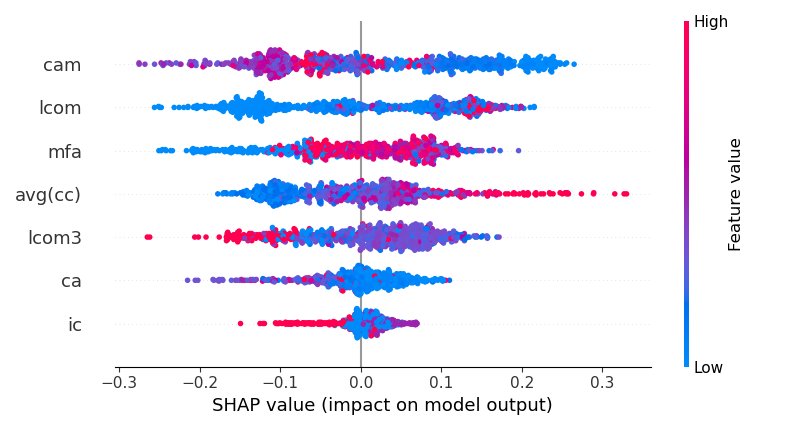 High
cam
lcom
mfa
avg(cc)
lcom3
ca
ic
Feature value
Low
−0.3 −0.2 −0.1 0.0 0.1 0.2 0.3
SHAP value (impact on model output)